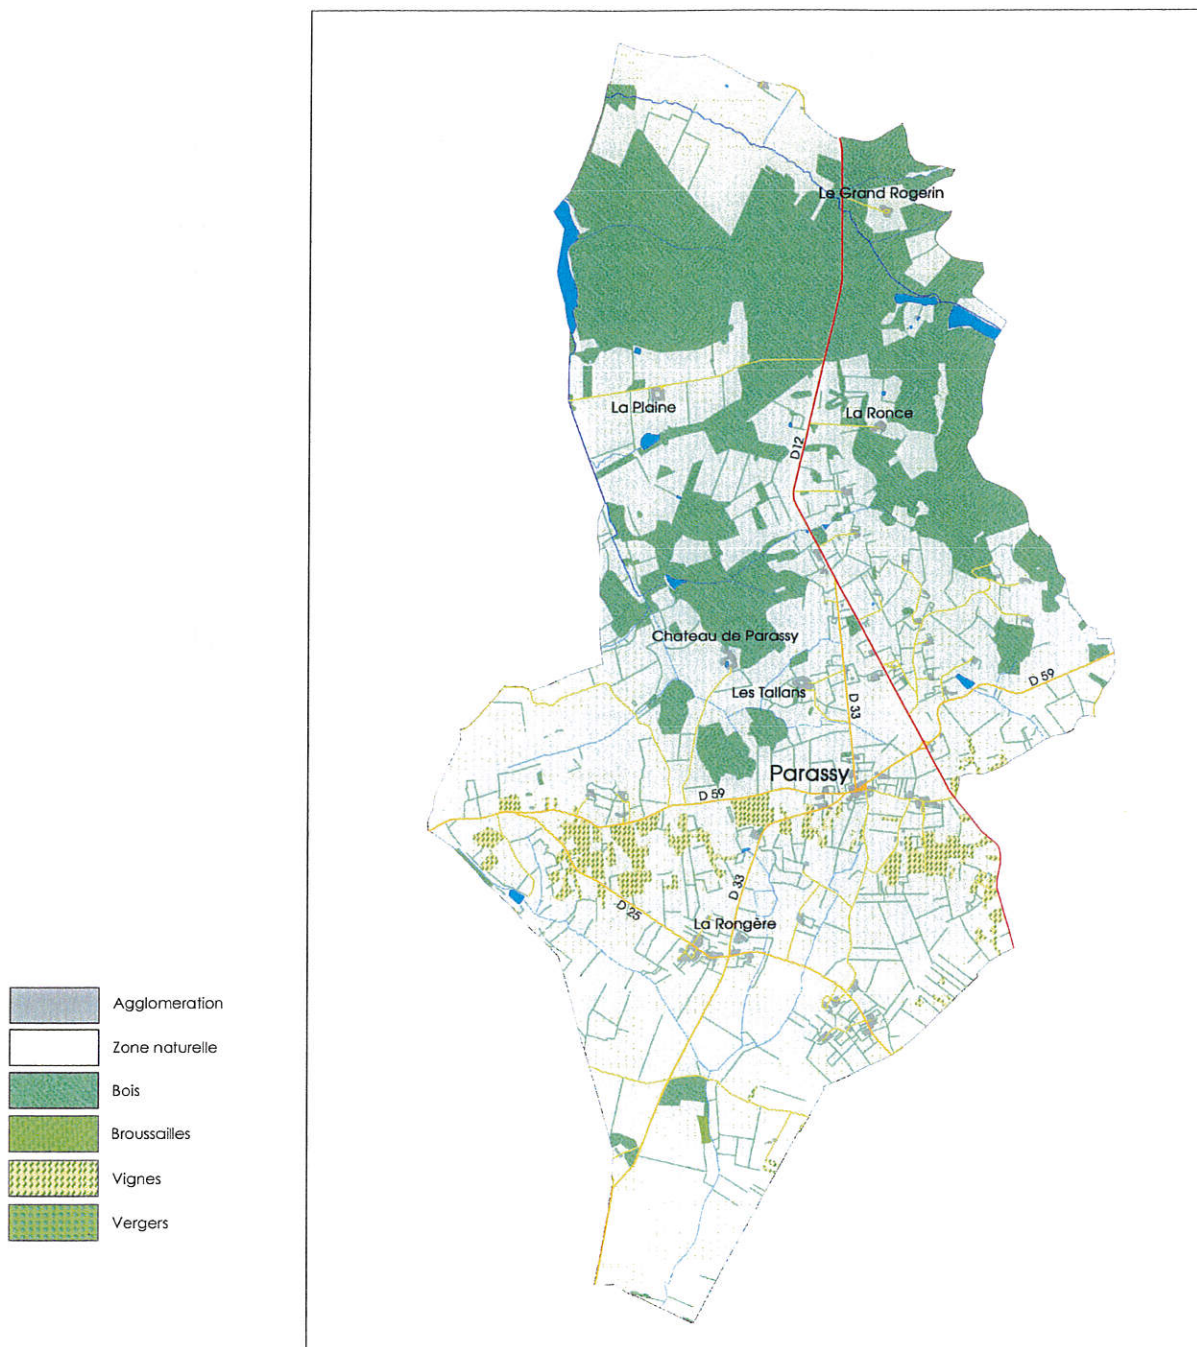 Le Grand Rogerin
La Plaine
La Ronce
D12
Chateau de Parassy
Les Tallans
D 33
D 59
Parassy
D 59
D 33
D 25
La Rongère
Agglomeration
Zone naturelle
Bois
Broussailles
Vignes
Vergers